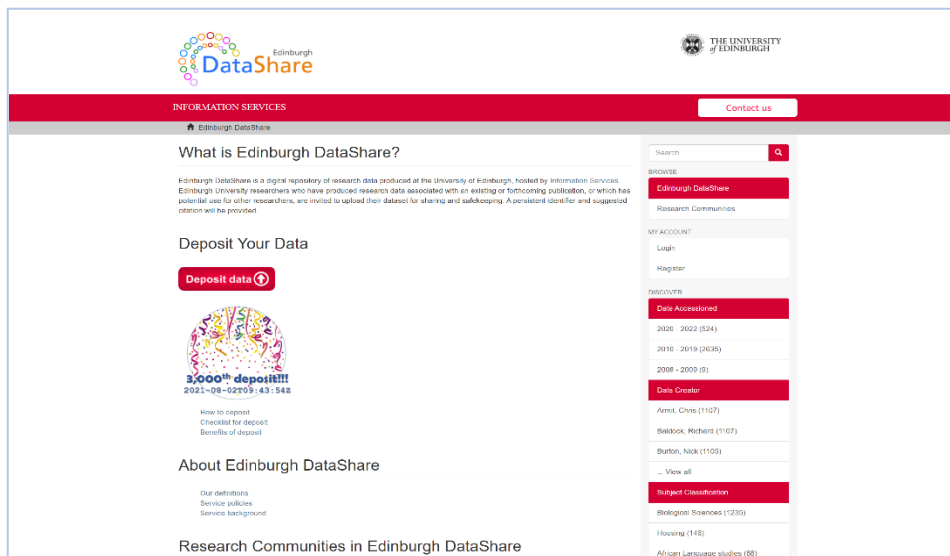 Edinburgh
DataShare
THE UNIVERSITY
of EDINBURGH
INFORMATION SERVICES
Contact us
Edinburgh DataShare
What is Edinburgh DataShare?
Edinburgh DataShare is a digital repository of research data produced at the University of Edinburgh, hosted by Information Services.
Edinburgh University researchers who have produced research data associated with an existing or forthcoming publication, or which has
potential use for other researchers, are invited to upload their dataset for sharing and safekeeping. A persistent identifier and suggested
citation will be provided.
Deposit Your Data
Deposit data
3,000th deposit!!!
2021-08-02T09:43:54Z
How to deposit
Checklist for deposit
Benefits of deposit
About Edinburgh DataShare
Our definitions
Service policies
Service background
Research Communities in Edinburgh DataShare
Search
BROWSE
Edinburgh DataShare
Research Communities
MY ACCOUNT
Login
Register
DISCOVER
Date Accessioned
2020 - 2022 (524)
2010 - 2019 (2635)
2008 - 2009 (9)
Data Creator
Armit, Chris (1107)
Baldock, Richard (1107)
Burton, Nick (1105)
... View all
Subject Classification
Biological Sciences (1235)
Housing (148)
African Language studies (88)